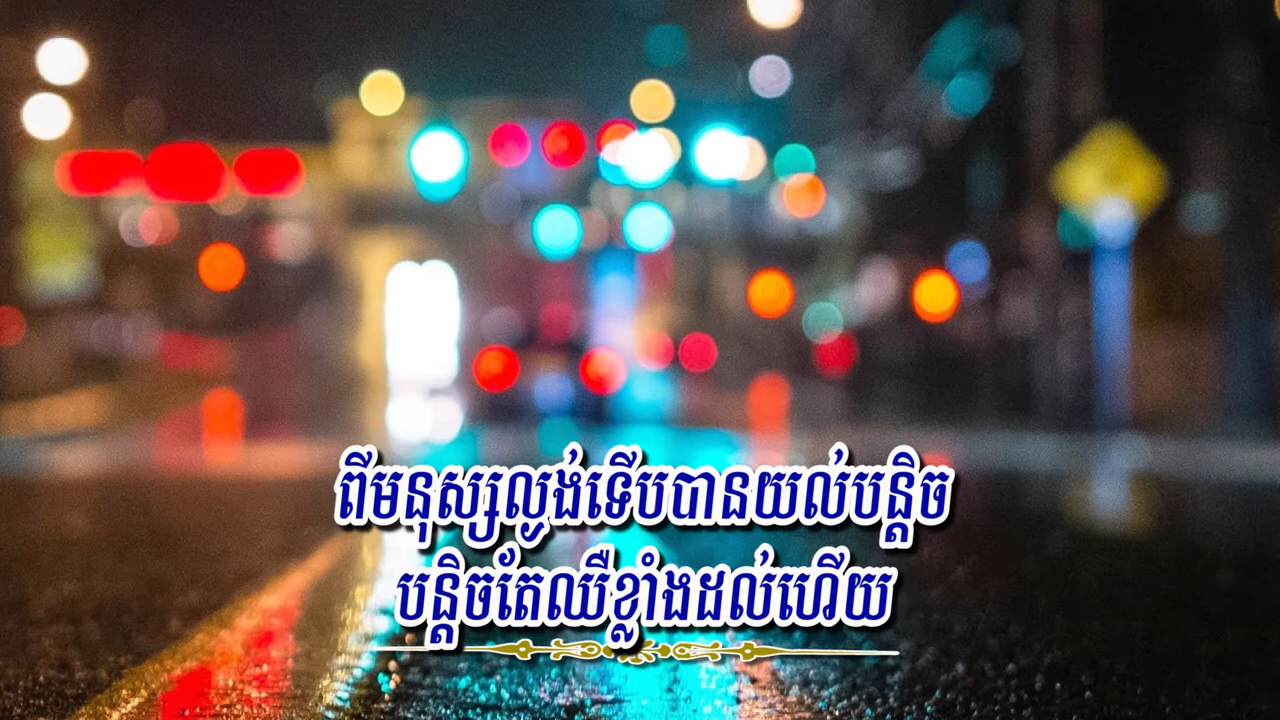 ពីមនុស្សល្ងង់ទើបបានយល់បន្តិច
បន្តិចតែឈឺខ្លាំងដល់ហើយ